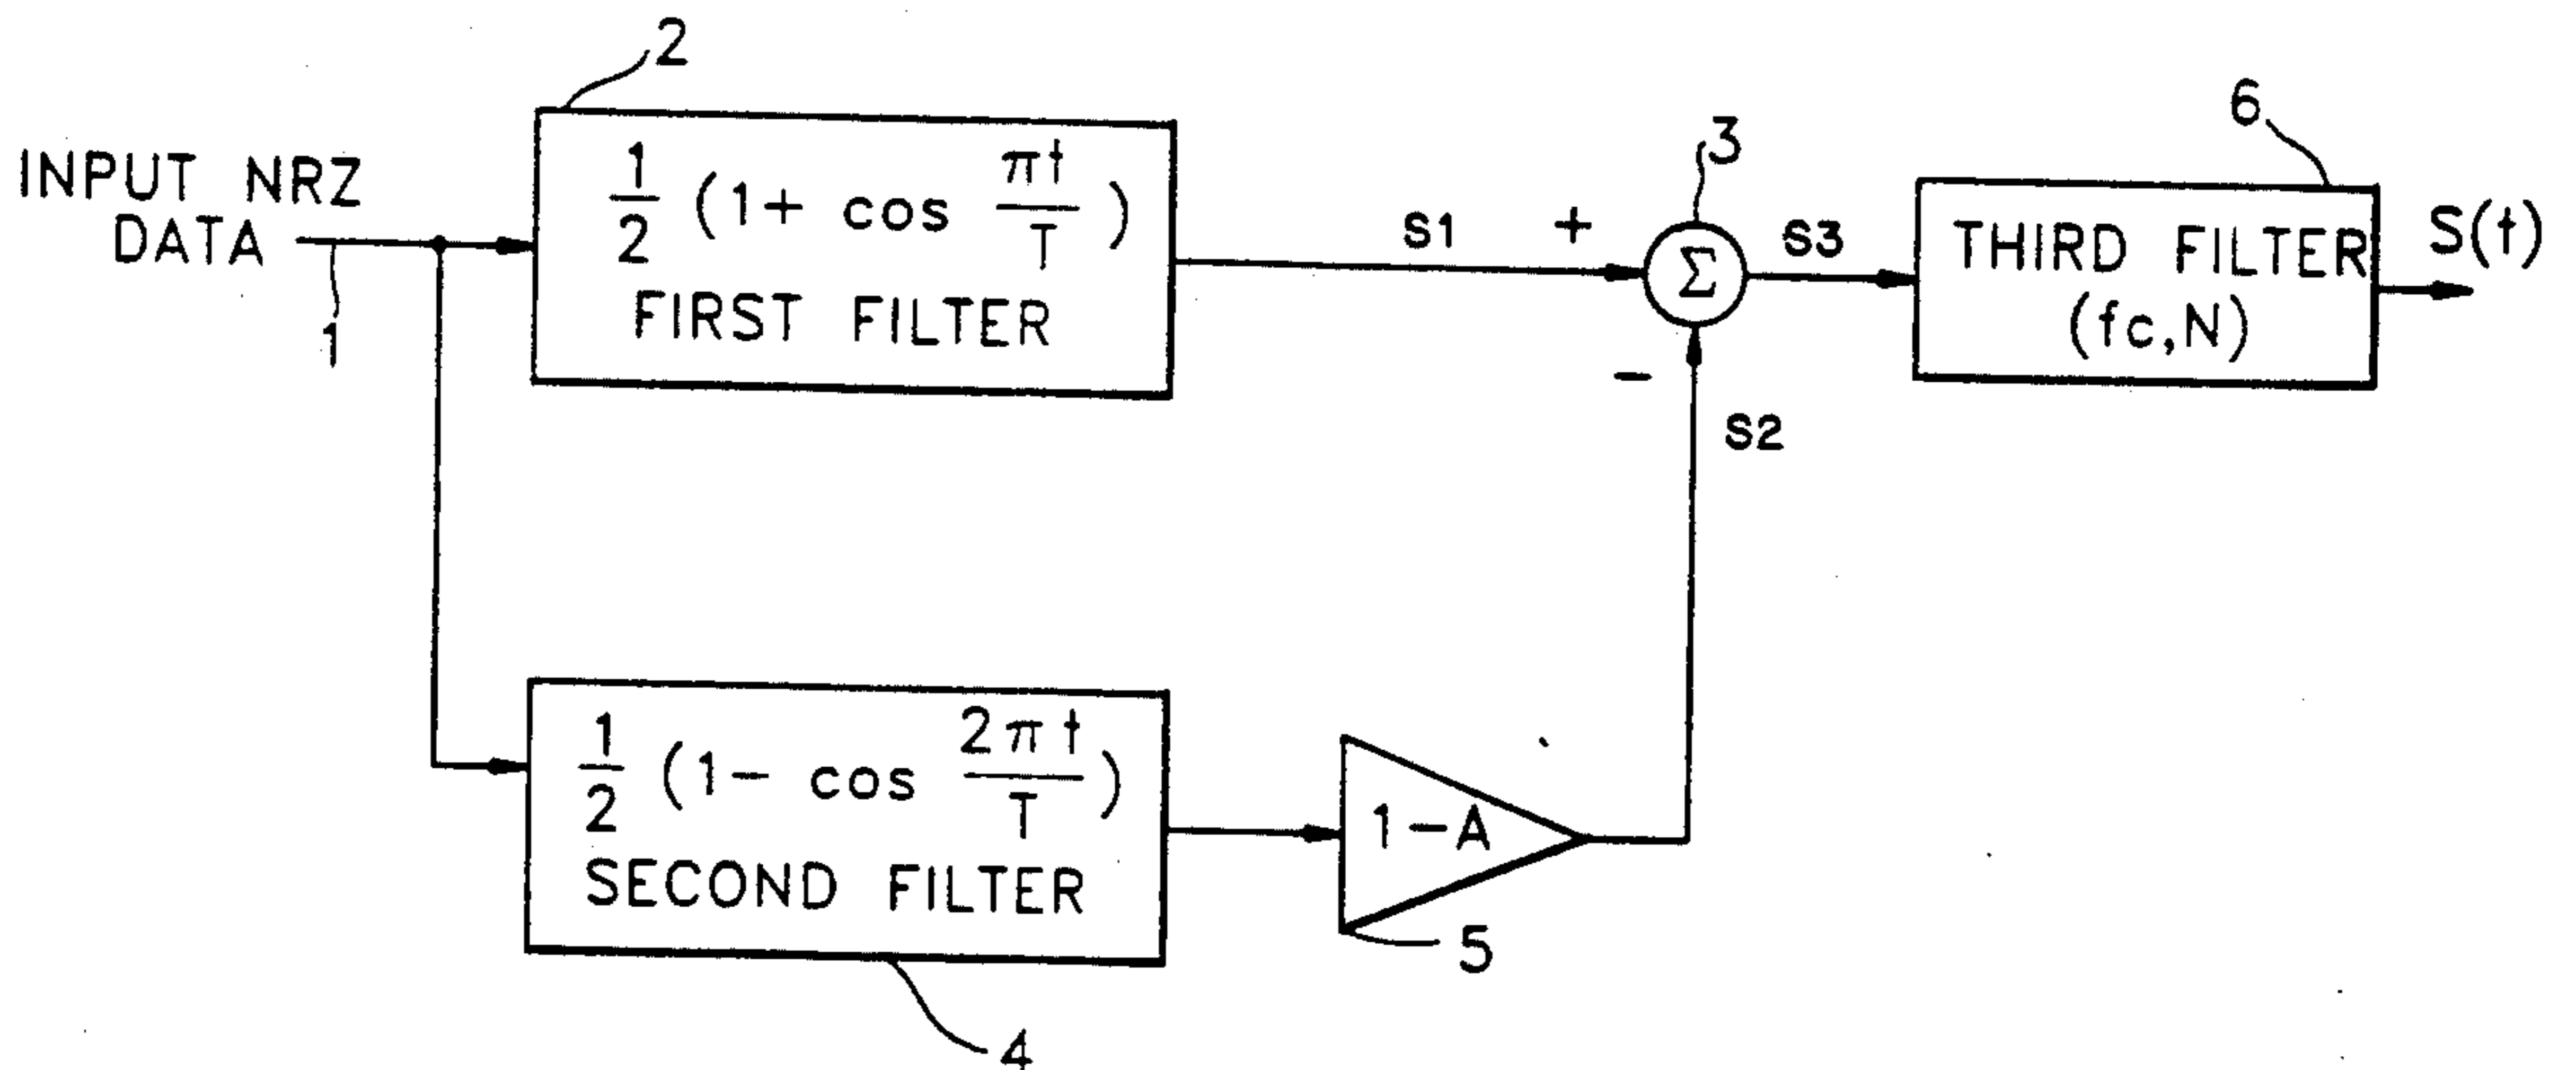 2
6
3
INPUT NRZ
DATA
1
1/2 (1+ cos πt/T)
FIRST FILTER
S1 +
Σ
S3
THIRD FILTER
(fc,N)
S(t)
−
S2
1/2 (1− cos 2πt/T)
SECOND FILTER
1−A
5
4